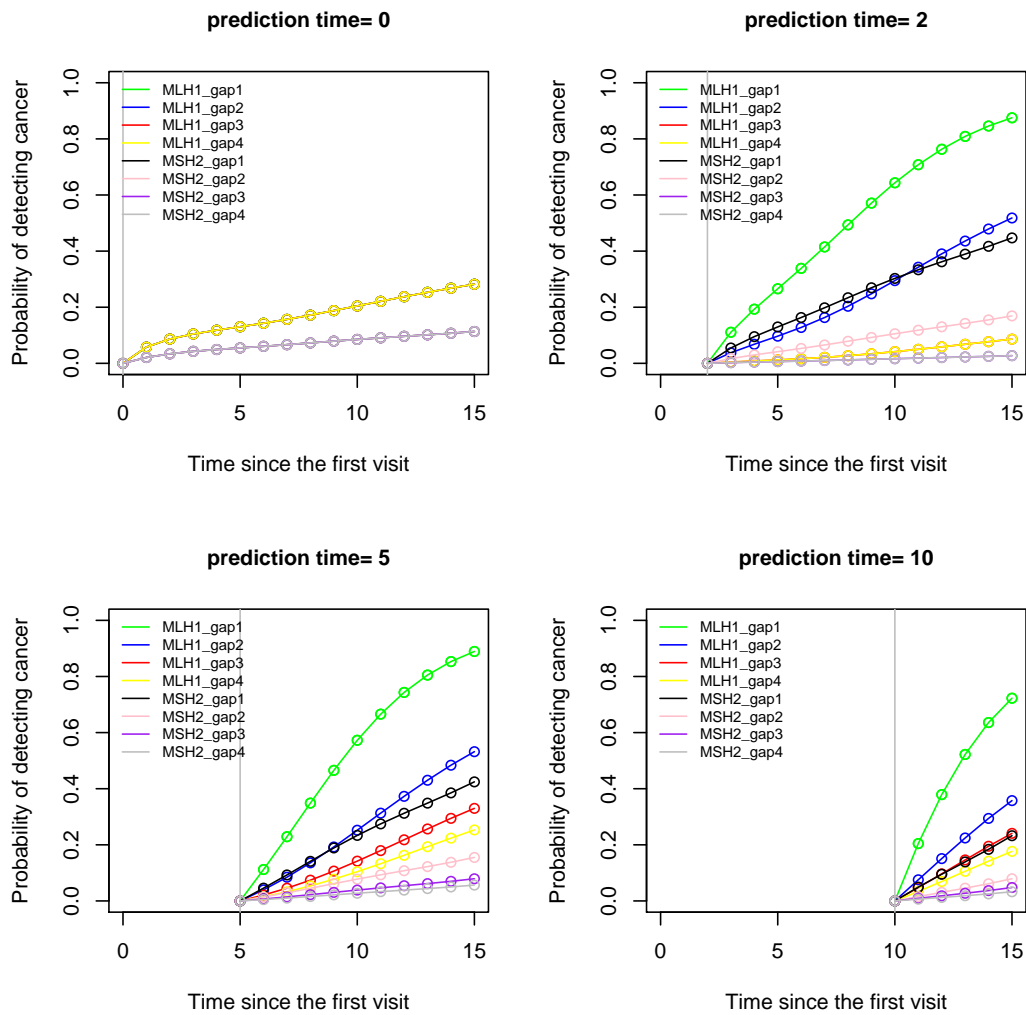 prediction time= 0
Probability of detecting cancer
1.0
0.8
0.6
0.4
0.2
0.0
MLH1_gap1
MLH1_gap2
MLH1_gap3
MLH1_gap4
MSH2_gap1
MSH2_gap2
MSH2_gap3
MSH2_gap4
0 5 10 15
Time since the first visit
prediction time= 2
Probability of detecting cancer
1.0
0.8
0.6
0.4
0.2
0.0
MLH1_gap1
MLH1_gap2
MLH1_gap3
MLH1_gap4
MSH2_gap1
MSH2_gap2
MSH2_gap3
MSH2_gap4
0 5 10 15
Time since the first visit
prediction time= 5
Probability of detecting cancer
1.0
0.8
0.6
0.4
0.2
0.0
MLH1_gap1
MLH1_gap2
MLH1_gap3
MLH1_gap4
MSH2_gap1
MSH2_gap2
MSH2_gap3
MSH2_gap4
0 5 10 15
Time since the first visit
prediction time= 10
Probability of detecting cancer
1.0
0.8
0.6
0.4
0.2
0.0
MLH1_gap1
MLH1_gap2
MLH1_gap3
MLH1_gap4
MSH2_gap1
MSH2_gap2
MSH2_gap3
MSH2_gap4
0 5 10 15
Time since the first visit